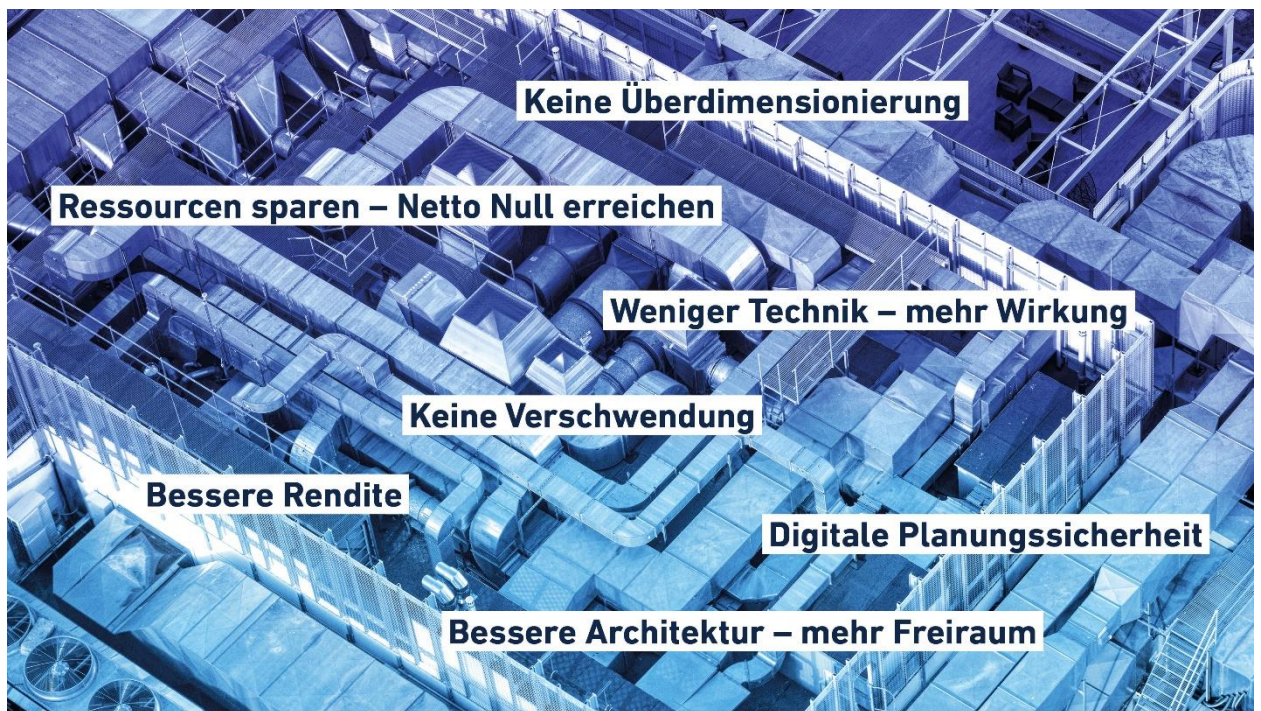 Keine Überdimensionierung
Ressourcen sparen – Netto Null erreichen
Weniger Technik – mehr Wirkung
Keine Verschwendung
Bessere Rendite
Digitale Planungssicherheit
Bessere Architektur – mehr Freiraum